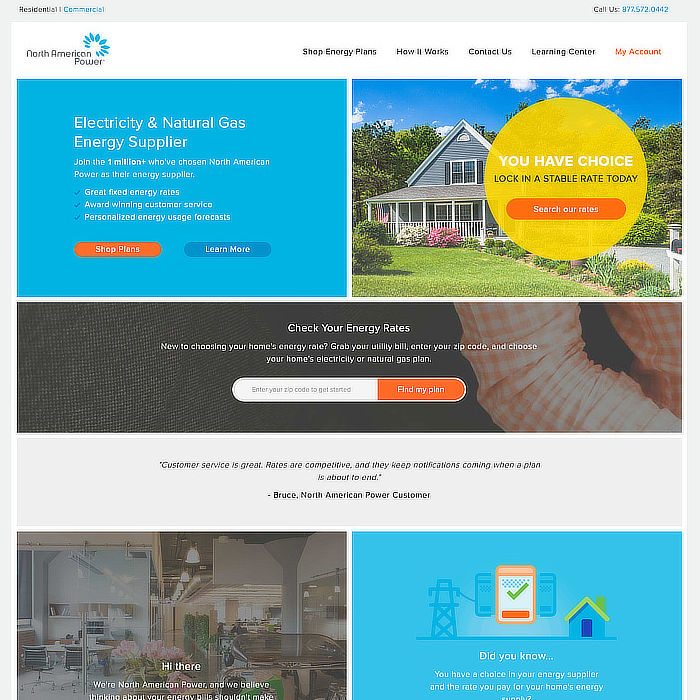 Residential | Commercial
Call Us: 877.572.0442
North American
Power
Shop Energy Plans
How It Works
Contact Us
Learning Center
My Account
Electricity & Natural Gas
Energy Supplier
Join the 1 million+ who've chosen North American
Power as their energy supplier.
Great fixed energy rates
Award winning customer service
Personalized energy usage forecasts
Shop Plans
Learn More
YOU HAVE CHOICE
LOCK IN A STABLE RATE TODAY
Search our rates
Check Your Energy Rates
New to choosing your home's energy rate? Grab your utility bill, enter your zip code, and choose
your home's electricity or natural gas plan.
Enter your zip code to get started
Find my plan
"Customer service is great. Rates are competitive, and they keep notifications coming when a plan
is about to end."
- Bruce, North American Power Customer
Hi there
We're North American Power, and we believe
thinking about your energy bills shouldn't make
Did you know...
You have a choice in your energy supplier
and the rate you pay for your home's energy
supply?